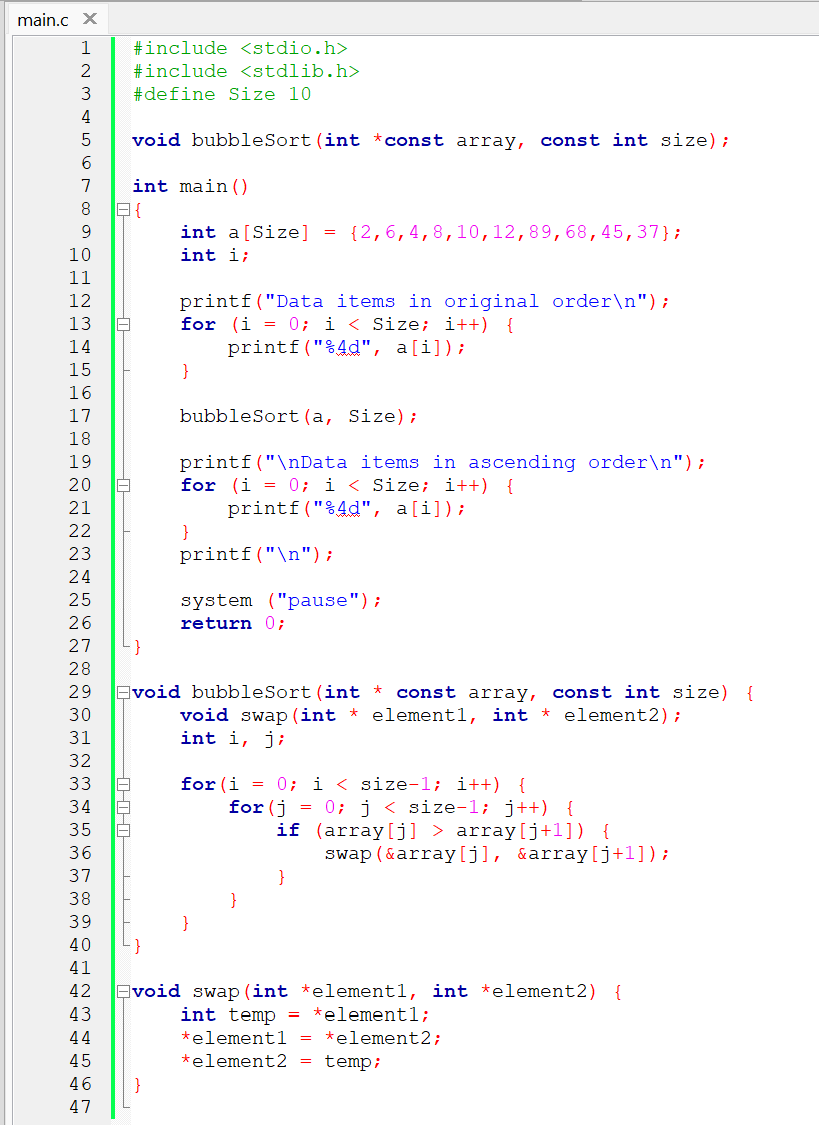 main.c ✕
1 #include <stdio.h>
2 #include <stdlib.h>
3 #define Size 10
4
5 void bubbleSort(int *const array, const int size);
6
7 int main()
8 {
9     int a[Size] = {2,6,4,8,10,12,89,68,45,37};
10     int i;
11
12     printf("Data items in original order\n");
13     for (i = 0; i < Size; i++) {
14         printf("%4d", a[i]);
15     }
16
17     bubbleSort(a, Size);
18
19     printf("\nData items in ascending order\n");
20     for (i = 0; i < Size; i++) {
21         printf("%4d", a[i]);
22     }
23     printf("\n");
24
25     system ("pause");
26     return 0;
27 }
28
29 void bubbleSort(int * const array, const int size) {
30     void swap(int * element1, int * element2);
31     int i, j;
32
33     for(i = 0; i < size-1; i++) {
34         for(j = 0; j < size-1; j++) {
35             if (array[j] > array[j+1]) {
36                 swap(&array[j], &array[j+1]);
37             }
38         }
39     }
40 }
41
42 void swap(int *element1, int *element2) {
43     int temp = *element1;
44     *element1 = *element2;
45     *element2 = temp;
46 }
47